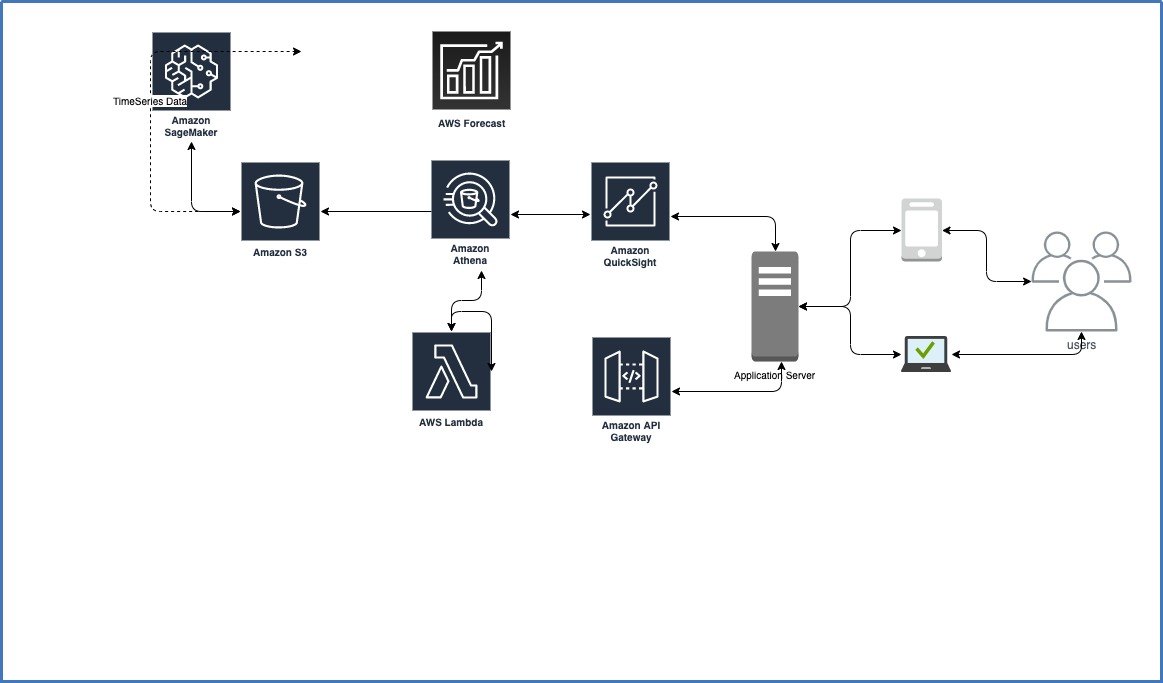 TimeSeries Data
Amazon
SageMaker
AWS Forecast
Amazon S3
Amazon
Athena
Amazon
QuickSight
users
Application Server
AWS Lambda
</>
Amazon API
Gateway